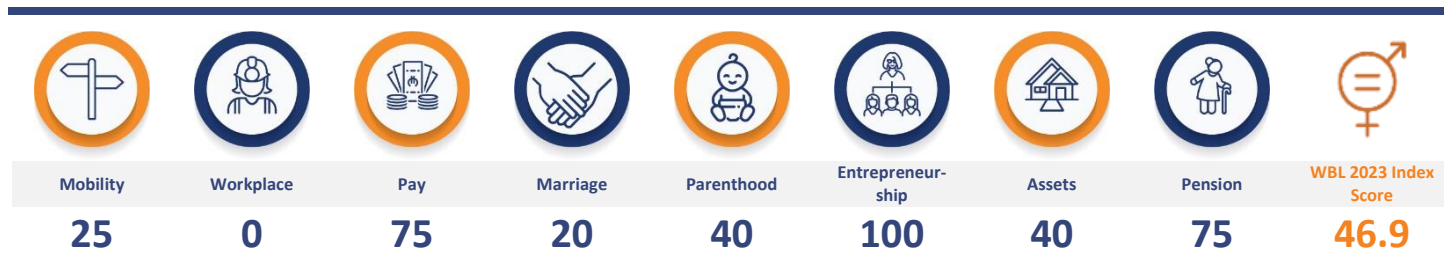 Mobility
Workplace
Pay
Marriage
Parenthood
Entrepreneur-
ship
Assets
Pension
WBL 2023 Index
Score
25
0
75
20
40
100
40
75
46.9